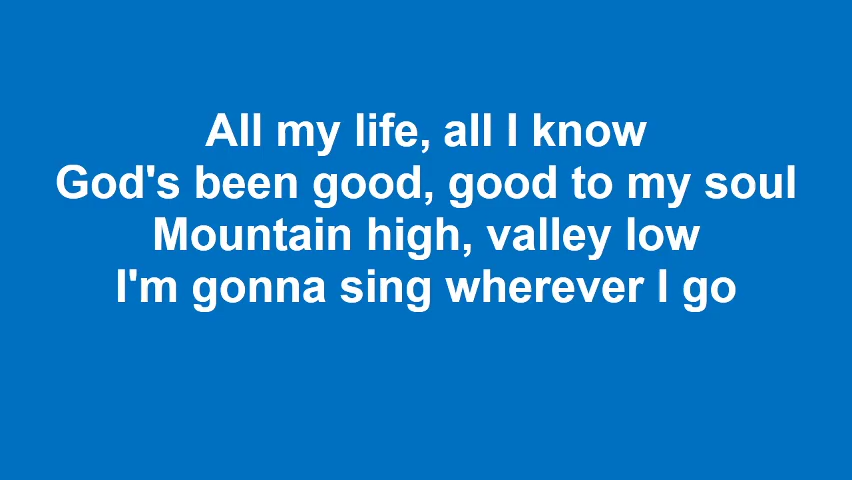 All my life, all I know
God's been good, good to my soul
Mountain high, valley low
I'm gonna sing wherever I go